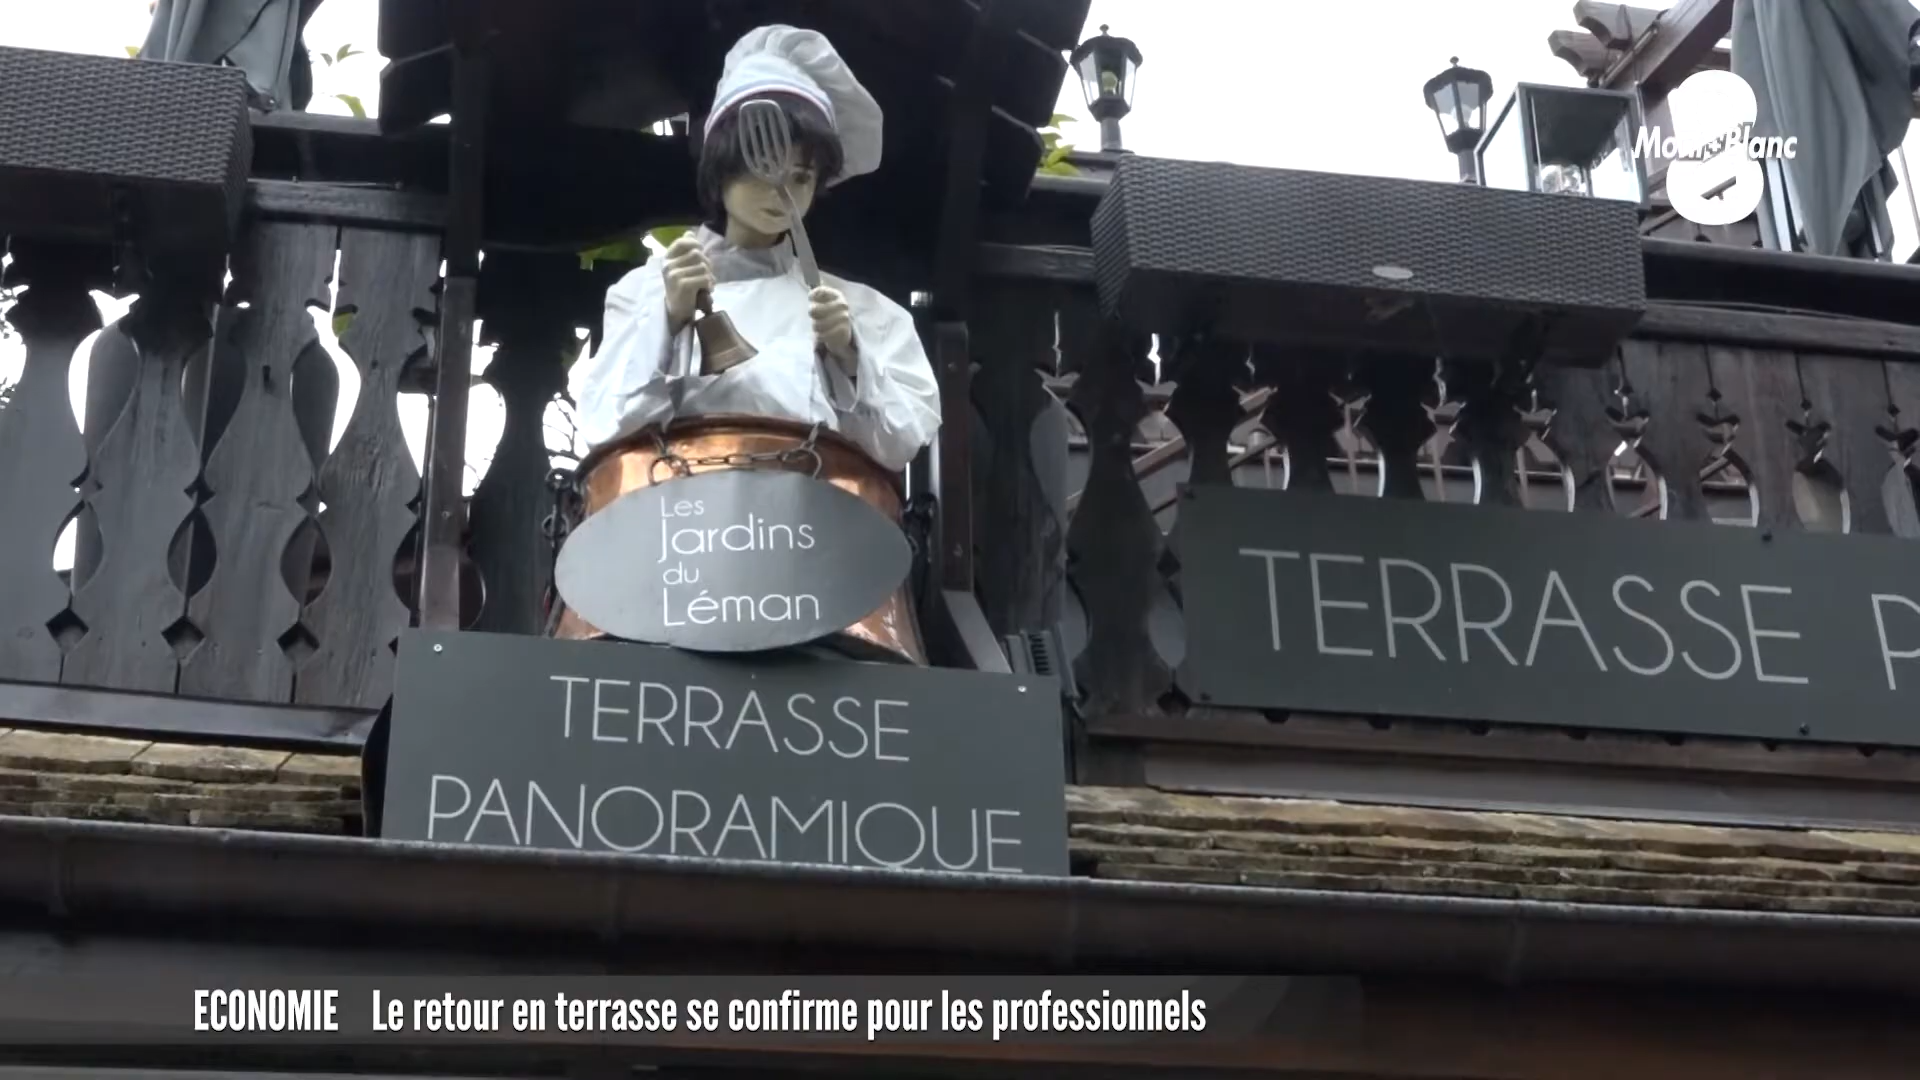 Mont-Blanc
Les
Jardins
du
Léman
TERRASSE
PANORAMIQUE
TERRASSE P
ECONOMIE Le retour en terrasse se confirme pour les professionnels